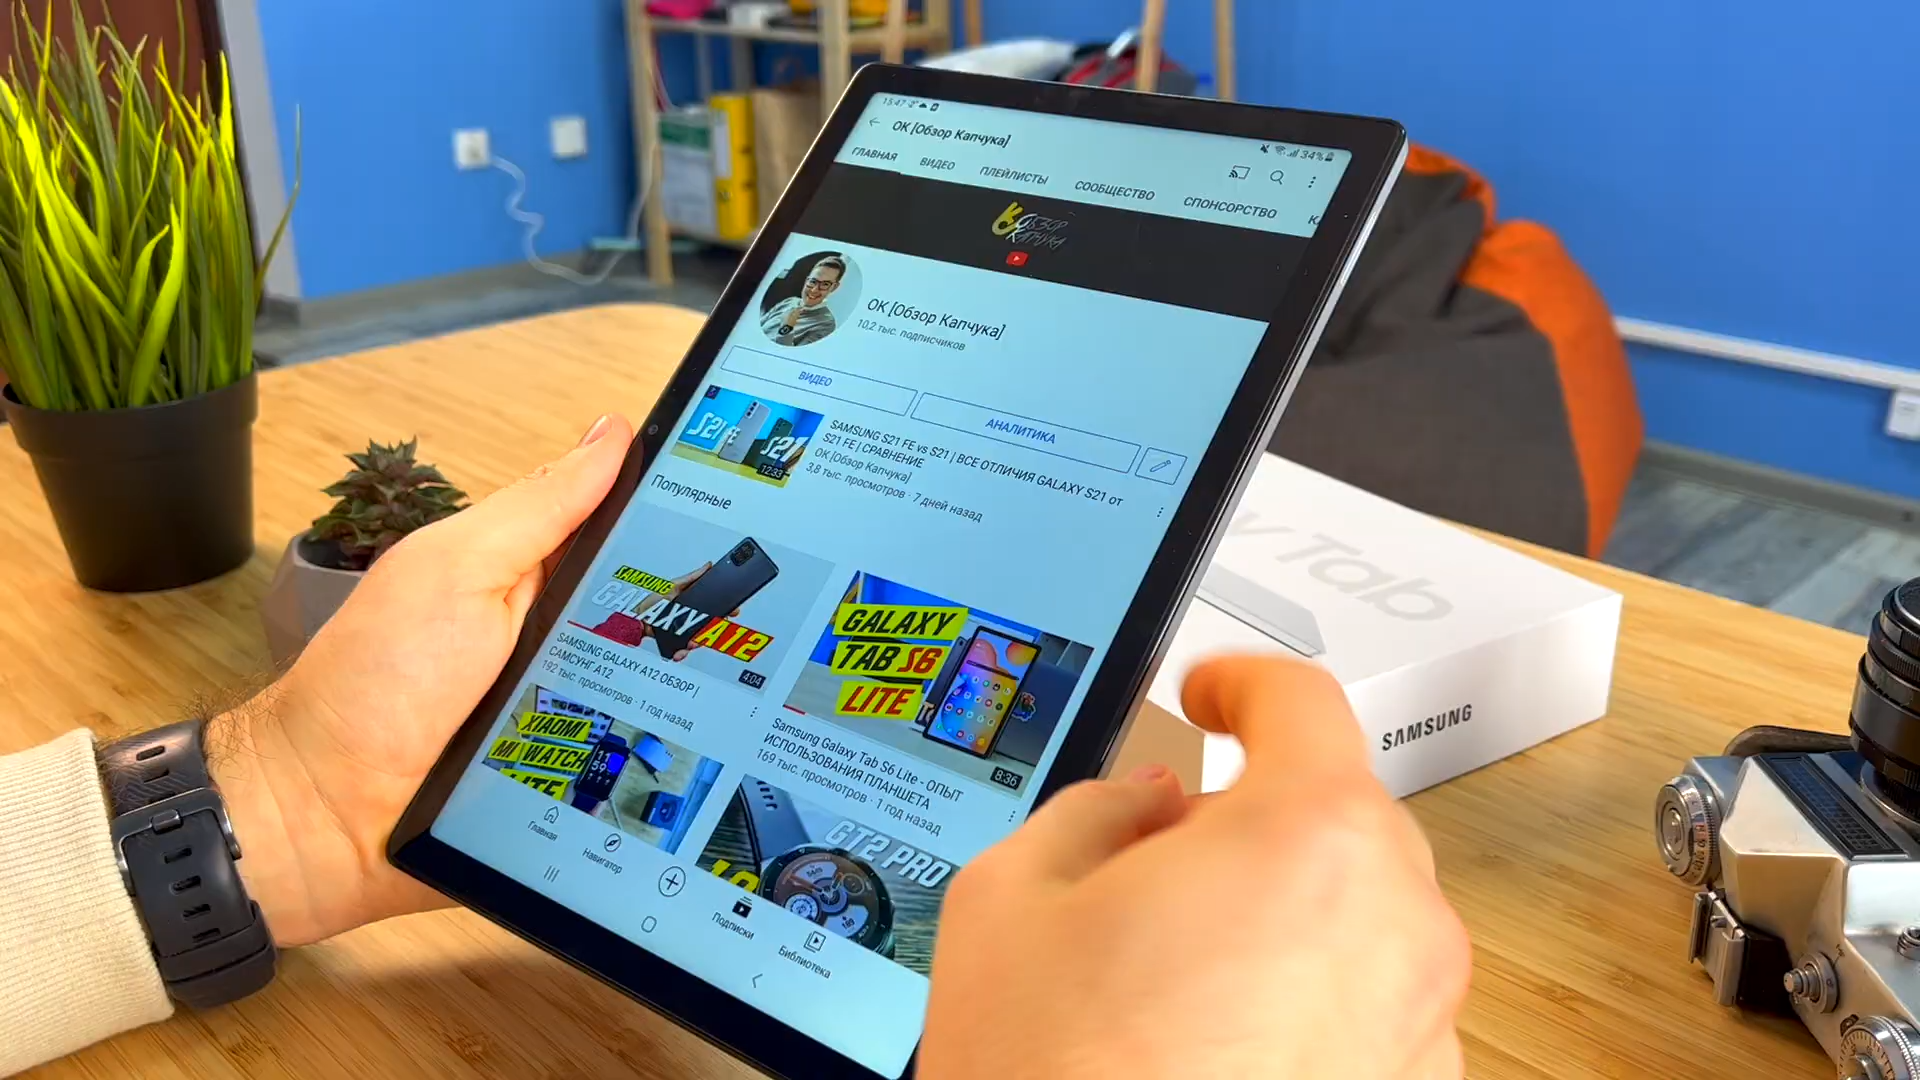 15:47
34%
ОК [Обзор Капчука]
ГЛАВНАЯ
ВИДЕО
ПЛЕЙЛИСТЫ
СООБЩЕСТВО
СПОНСОРСТВО
ОБЗОР
КАПЧУКА
ОК [Обзор Капчука]
10,2 тыс. подписчиков
ВИДЕО
АНАЛИТИКА
S21 FE
S21
12:33
SAMSUNG S21 FE vs S21 | ВСЕ ОТЛИЧИЯ GALAXY S21 от
S21 FE | СРАВНЕНИЕ
ОК [Обзор Капчука]
3,8 тыс. просмотров · 7 дней назад
Популярные
SAMSUNG
GALAXY A12
4:04
SAMSUNG GALAXY A12 ОБЗОР |
САМСУНГ А12
192 тыс. просмотров · 1 год назад
GALAXY
TAB S6
LITE
8:36
Samsung Galaxy Tab S6 Lite - ОПЫТ
ИСПОЛЬЗОВАНИЯ ПЛАНШЕТА
169 тыс. просмотров · 1 год назад
XIAOMI
MI WATCH
LITE
GT2 PRO
Главная
Навигатор
Подписки
Библиотека
Tab
SAMSUNG